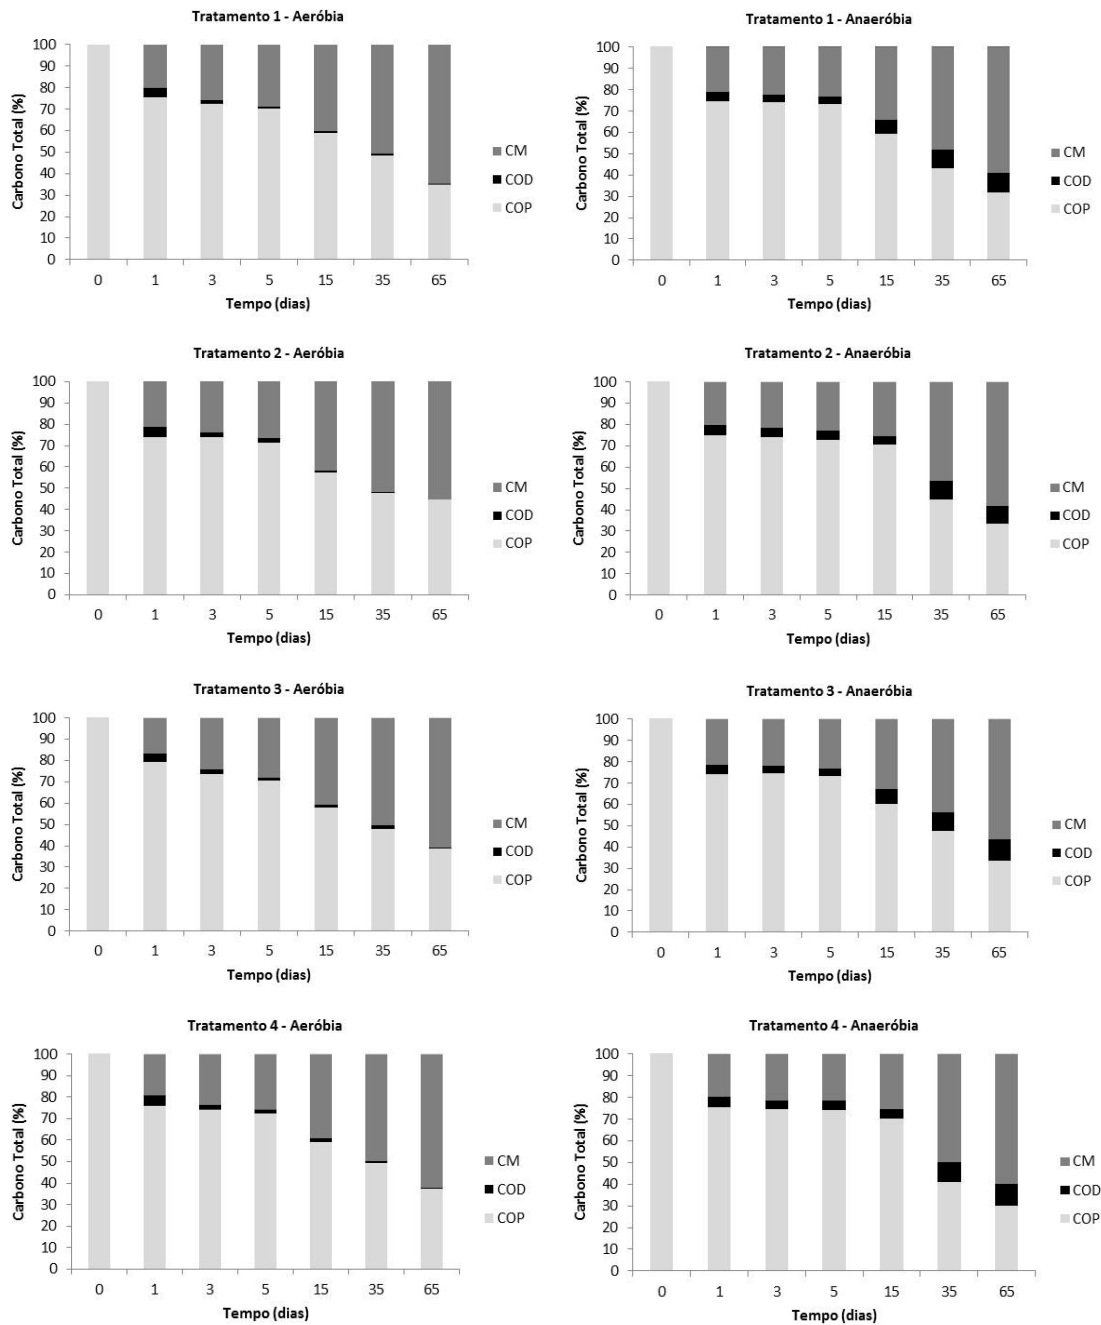 Tratamento 1 - Aeróbia
Carbono Total (%)
100
90
80
70
60
50
40
30
20
10
0
0 1 3 5 15 35 65
Tempo (dias)
CM
COD
COP
Tratamento 1 - Anaeróbia
Carbono Total (%)
100
90
80
70
60
50
40
30
20
10
0
0 1 3 5 15 35 65
Tempo (dias)
CM
COD
COP
Tratamento 2 - Aeróbia
Carbono Total (%)
100
90
80
70
60
50
40
30
20
10
0
0 1 3 5 15 35 65
Tempo (dias)
CM
COD
COP
Tratamento 2 - Anaeróbia
Carbono Total (%)
100
90
80
70
60
50
40
30
20
10
0
0 1 3 5 15 35 65
Tempo (dias)
CM
COD
COP
Tratamento 3 - Aeróbia
Carbono Total (%)
100
90
80
70
60
50
40
30
20
10
0
0 1 3 5 15 35 65
Tempo (dias)
CM
COD
COP
Tratamento 3 - Anaeróbia
Carbono Total (%)
100
90
80
70
60
50
40
30
20
10
0
0 1 3 5 15 35 65
Tempo (dias)
CM
COD
COP
Tratamento 4 - Aeróbia
Carbono Total (%)
100
90
80
70
60
50
40
30
20
10
0
0 1 3 5 15 35 65
Tempo (dias)
CM
COD
COP
Tratamento 4 - Anaeróbia
Carbono Total (%)
100
90
80
70
60
50
40
30
20
10
0
0 1 3 5 15 35 65
Tempo (dias)
CM
COD
COP